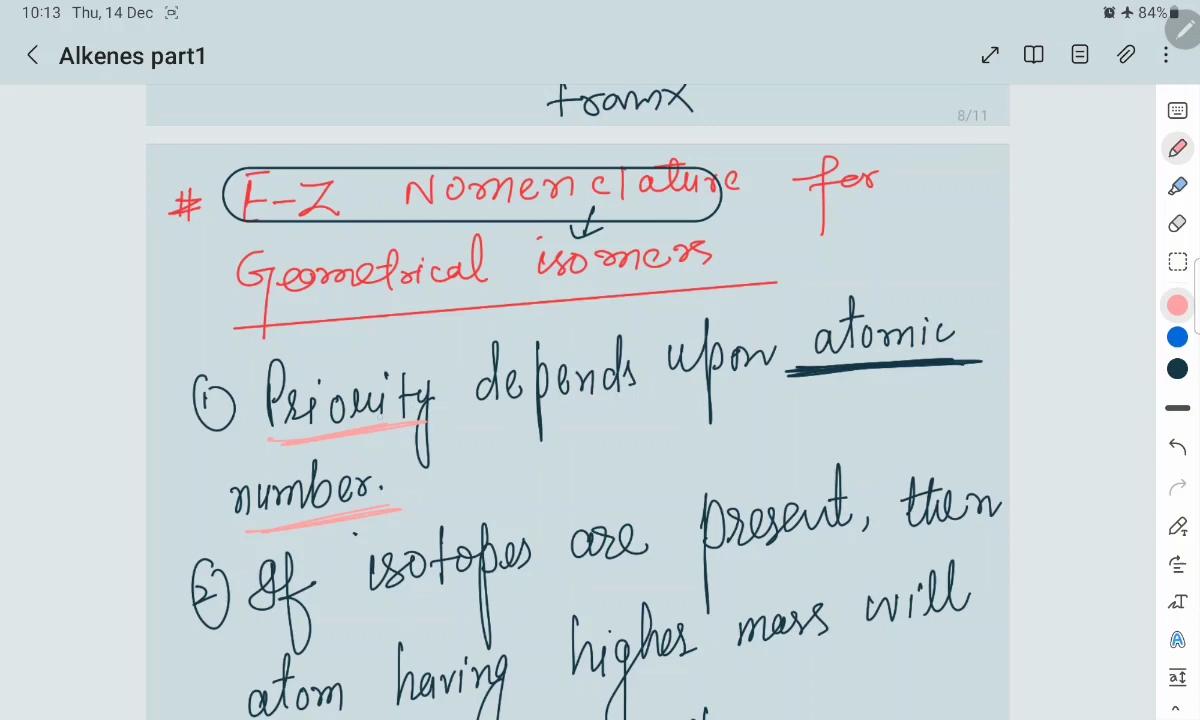 10:13 Thu, 14 Dec
84%
Alkenes part1
trans
8/11
# E-Z Nomenclature for
Geometrical isomers
① Priority depends upon atomic
number.
② If isotopes are present, then
atom having higher mass will